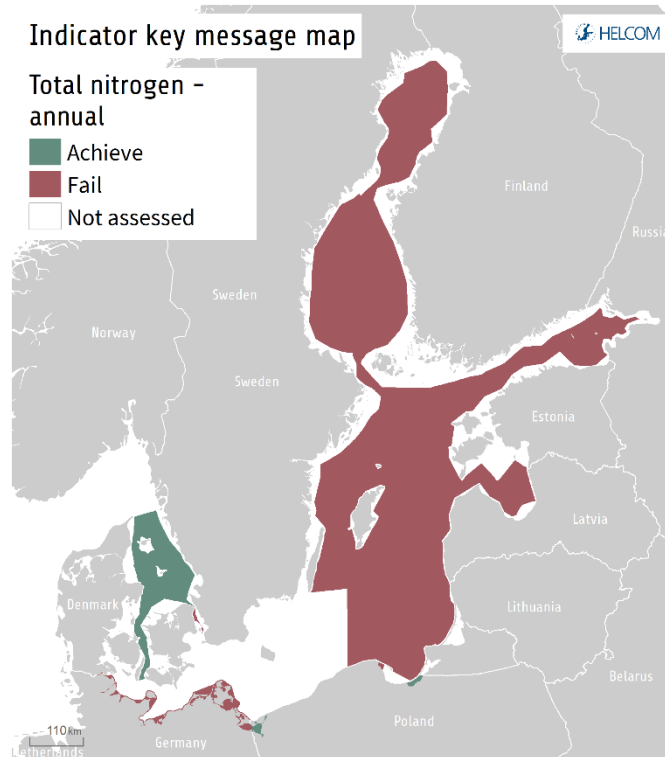 Indicator key message map
HELCOM
Total nitrogen –
annual
Achieve
Fail
Not assessed
Finland
Russia
Sweden
Norway
Sweden
Estonia
Latvia
Denmark
Lithuania
Belarus
110 km
Poland
Germany
Netherlands